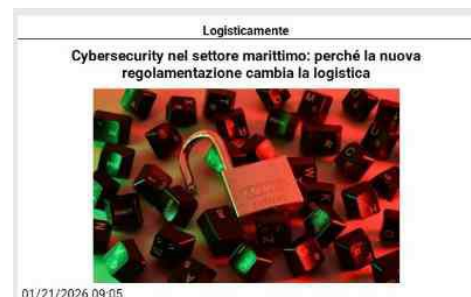 Logisticamente
Cybersecurity nel settore marittimo: perché la nuova
regolamentazione cambia la logistica
01/21/2026 09:05